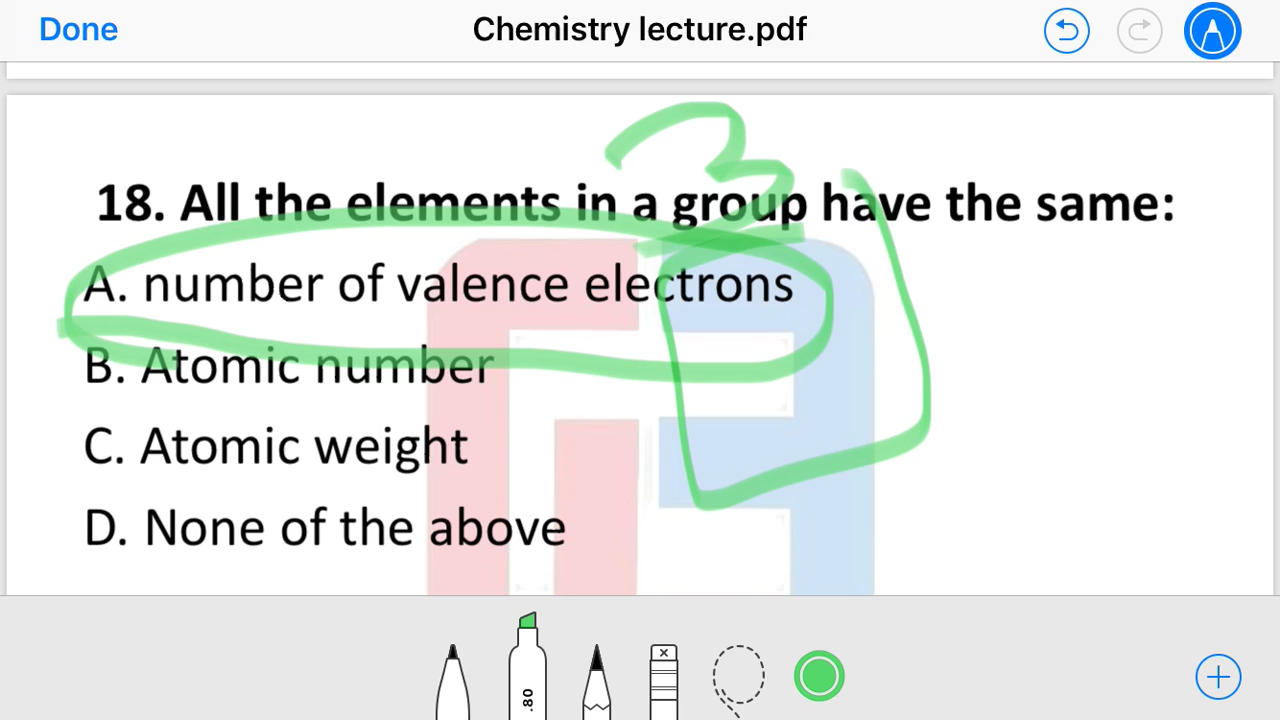 Done Chemistry lecture.pdf
18. All the elements in a group have the same:
A. number of valence electrons
B. Atomic number
C. Atomic weight
D. None of the above
.80